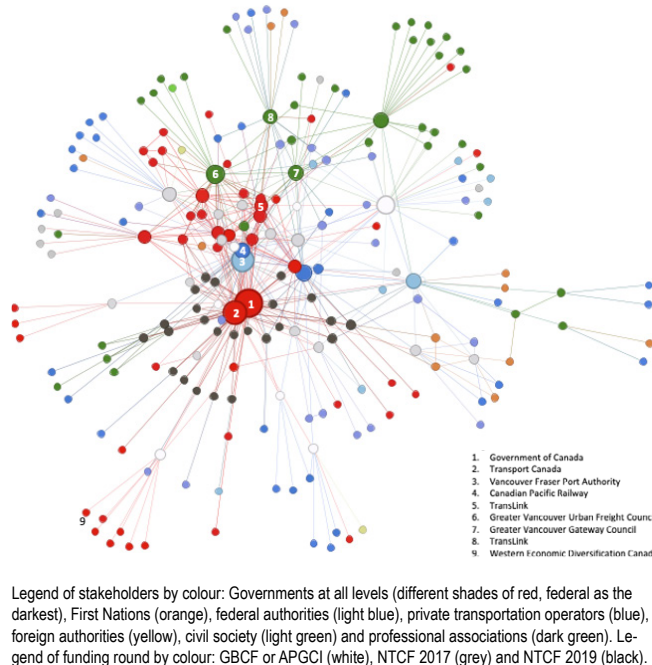 8
6
7
5
4
3
1
2
9
1. Government of Canada
2. Transport Canada
3. Vancouver Fraser Port Authority
4. Canadian Pacific Railway
5. TransLink
6. Greater Vancouver Urban Freight Counc
7. Greater Vancouver Gateway Council
8. TransLink
9. Western Economic Diversification Canad
Legend of stakeholders by colour: Governments at all levels (different shades of red, federal as the
darkest), First Nations (orange), federal authorities (light blue), private transportation operators (blue),
foreign authorities (yellow), civil society (light green) and professional associations (dark green). Le-
gend of funding round by colour: GBCF or APGCI (white), NTCF 2017 (grey) and NTCF 2019 (black).